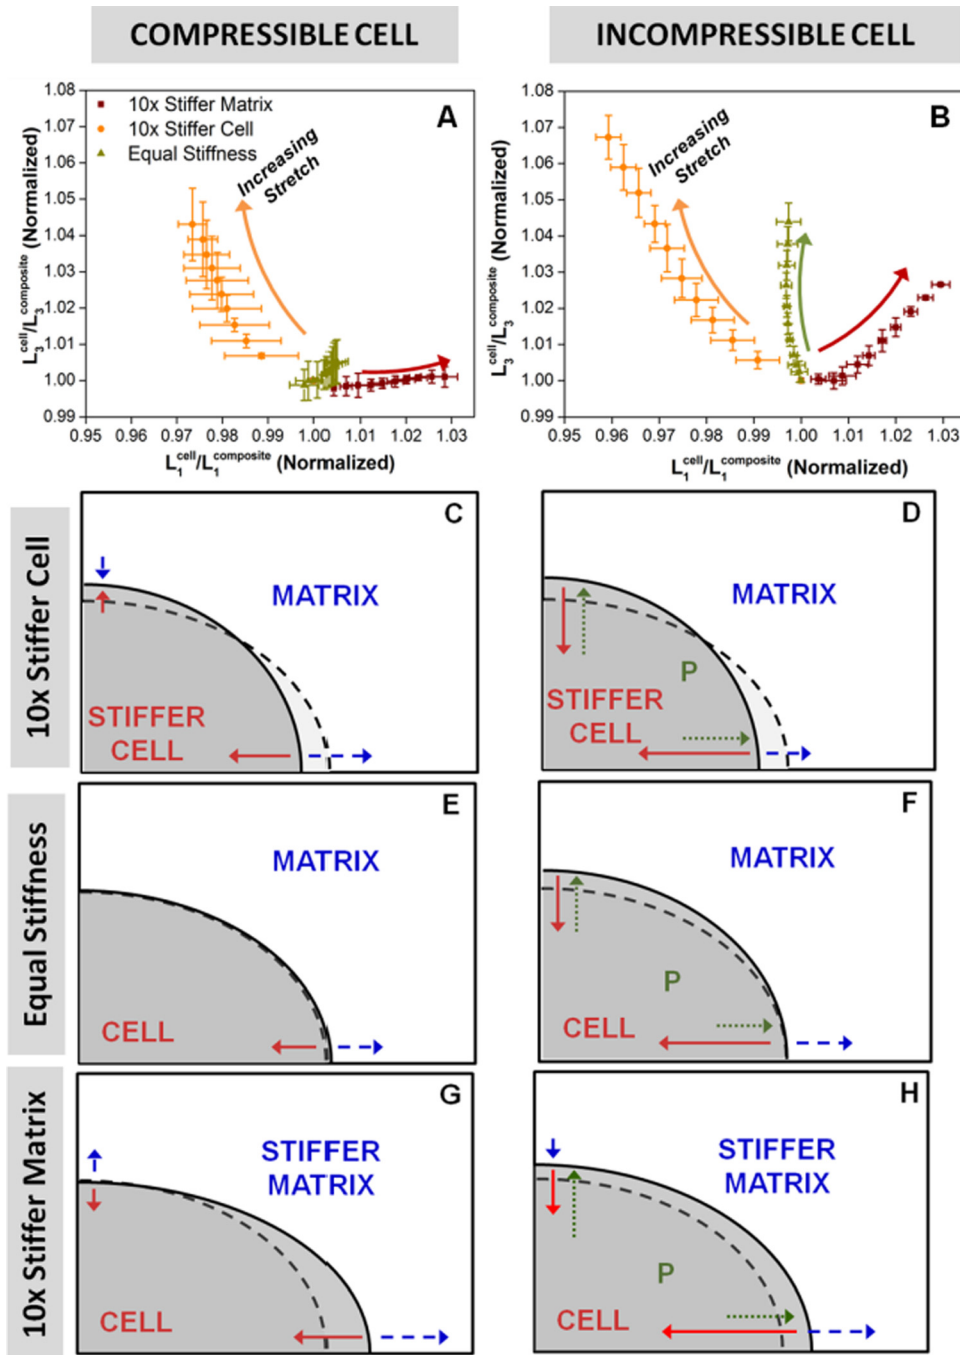 COMPRESSIBLE CELL
INCOMPRESSIBLE CELL
A
10x Stiffer Matrix
10x Stiffer Cell
Equal Stiffness
Increasing
Stretch
L₃ᶜᵉˡˡ/L₃ᶜᵒᵐᵖᵒˢⁱᵗᵉ (Normalized)
1.08
1.07
1.06
1.05
1.04
1.03
1.02
1.01
1.00
0.99
0.95 0.96 0.97 0.98 0.99 1.00 1.01 1.02 1.03
L₁ᶜᵉˡˡ/L₁ᶜᵒᵐᵖᵒˢⁱᵗᵉ (Normalized)
B
Increasing
Stretch
L₃ᶜᵉˡˡ/L₃ᶜᵒᵐᵖᵒˢⁱᵗᵉ (Normalized)
1.08
1.07
1.06
1.05
1.04
1.03
1.02
1.01
1.00
0.99
0.95 0.96 0.97 0.98 0.99 1.00 1.01 1.02 1.03
L₁ᶜᵉˡˡ/L₁ᶜᵒᵐᵖᵒˢⁱᵗᵉ (Normalized)
10x Stiffer Cell
C
MATRIX
STIFFER
CELL
D
MATRIX
P
STIFFER
CELL
Equal Stiffness
E
MATRIX
CELL
F
MATRIX
P
CELL
10x Stiffer Matrix
G
STIFFER
MATRIX
CELL
H
STIFFER
MATRIX
P
CELL